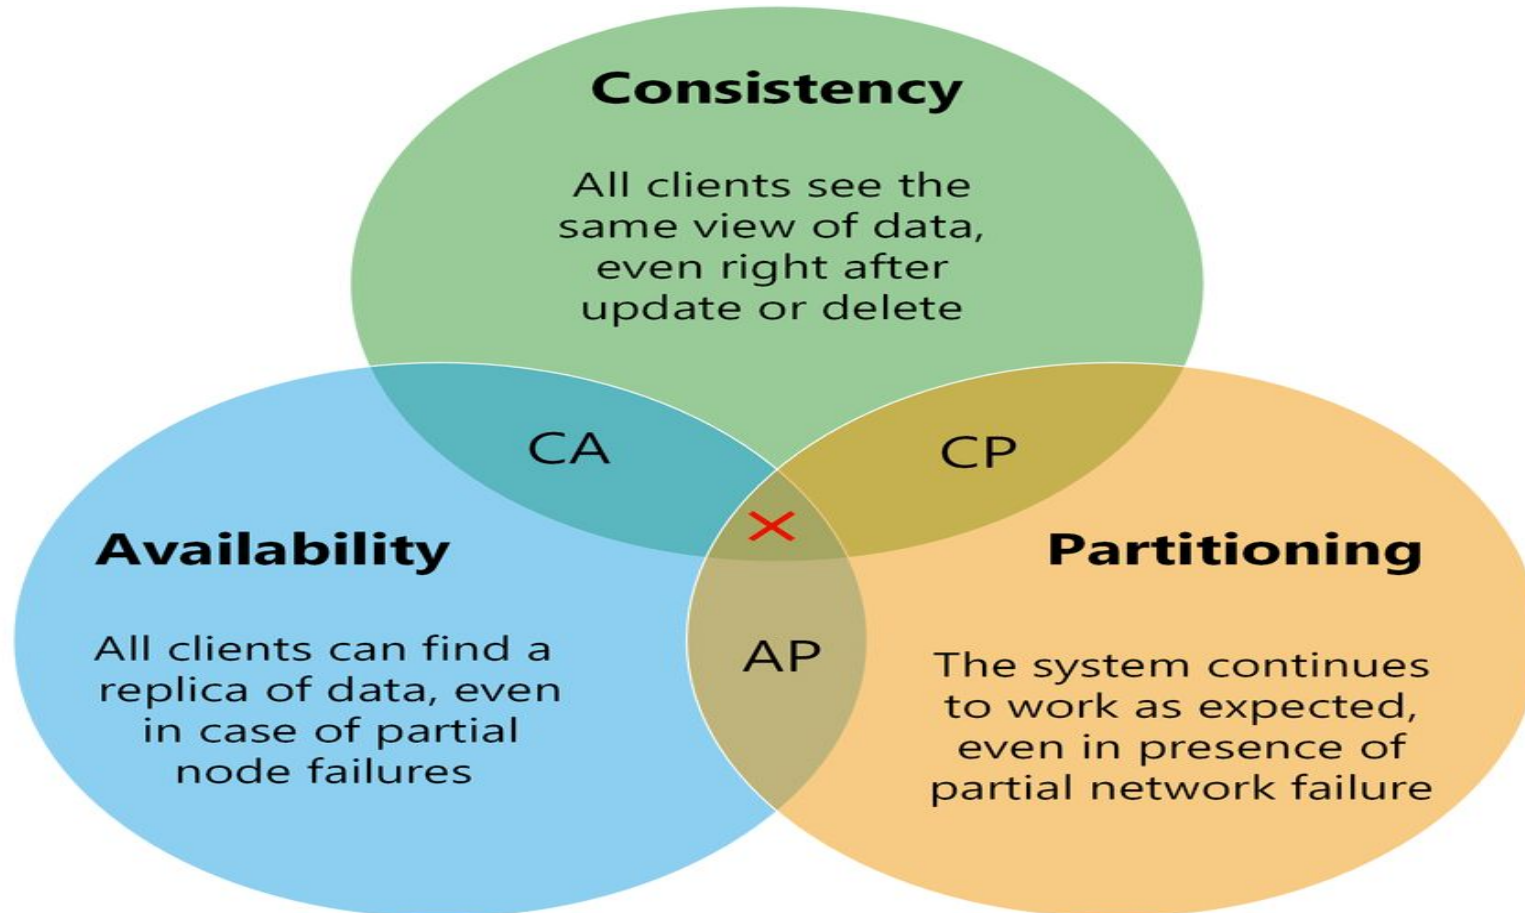 Consistency
All clients see the
same view of data,
even right after
update or delete
CA
CP
Availability
All clients can find a
replica of data, even
in case of partial
node failures
AP
Partitioning
The system continues
to work as expected,
even in presence of
partial network failure